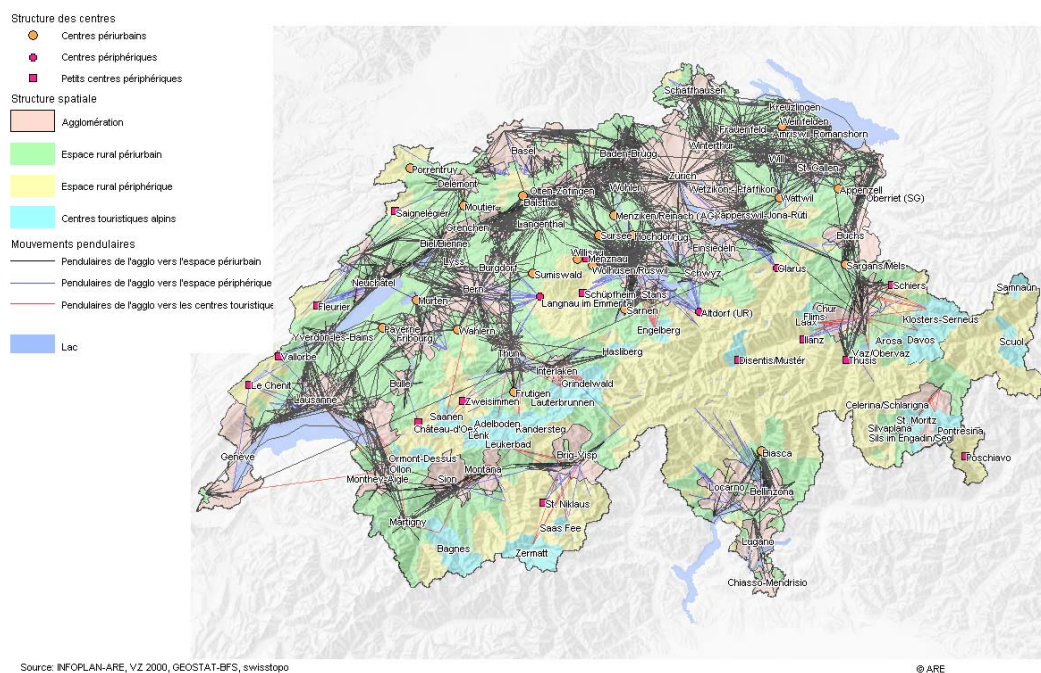 Structure des centres
Centres périurbains
Centres périphériques
Petits centres périphériques
Structure spatiale
Agglomération
Espace rural périurbain
Espace rural périphérique
Centres touristiques alpins
Mouvements pendulaires
Pendulaires de l'agglo vers l'espace périurbain
Pendulaires de l'agglo vers l'espace périphérique
Pendulaires de l'agglo vers les centres touristique
Lac
Schaffhausen
Kreuzlingen
Weinfelden
Frauenfeld
Amriswil-Romanshorn
Basel
Baden-Brugg
Winterthur
Wil
St. Gallen
Porrentruy
Delemont
Zürich
Olten-Zofingen
Wohlen
Wetzikon - Pfäffikon
Wattwil
Appenzell
Oberriet (SG)
Balsthal
Saignelégier
Moutier
Menziken/Reinach (AG)
Rapperswil-Jona-Rüti
Langenthal
Grenchen
Sursee
Hochdorf
Zug
Buchs
Biel/Bienne
Einsiedeln
Lyss
Willisau
Menznau
Wolhusen/Ruswil
Sargans/Mels
Burgdorf
Sumiswald
Schwyz
Glarus
Neuchâtel
Bern
Schüpfheim
Stans
Schiers
Samnaun
Fleurier
Murten
Langnau im Emmental
Sarnen
Altdorf (UR)
Chur
Flims
Laax
Klosters-Serneus
Payerne
Wahlern
Engelberg
Yverdon-les-Bains
Fribourg
Ilanz
Arosa
Davos
Scuol
Vallorbe
Thun
Hasliberg
Disentis/Mustér
Thusis
Vaz/Obervaz
Interlaken
Le Chenit
Bulle
Grindelwald
Lausanne
Frutigen
Lauterbrunnen
Zweisimmen
Saanen
Celerina/Schlarigna
Château-d'Oex
Adelboden
St. Moritz
Lenk
Kandersteg
Silvaplana
Pontresina
Leukerbad
Sils im Engadin/Segl
Genève
Ormont-Dessus
Montana
Brig-Visp
Biasca
Poschiavo
Ollon
Monthey-Aigle
Sion
Locarno
Bellinzona
St. Niklaus
Martigny
Saas Fee
Lugano
Bagnes
Zermatt
Chiasso-Mendrisio
Source: INFOPLAN-ARE, VZ 2000, GEOSTAT-BFS, swisstopo
© ARE